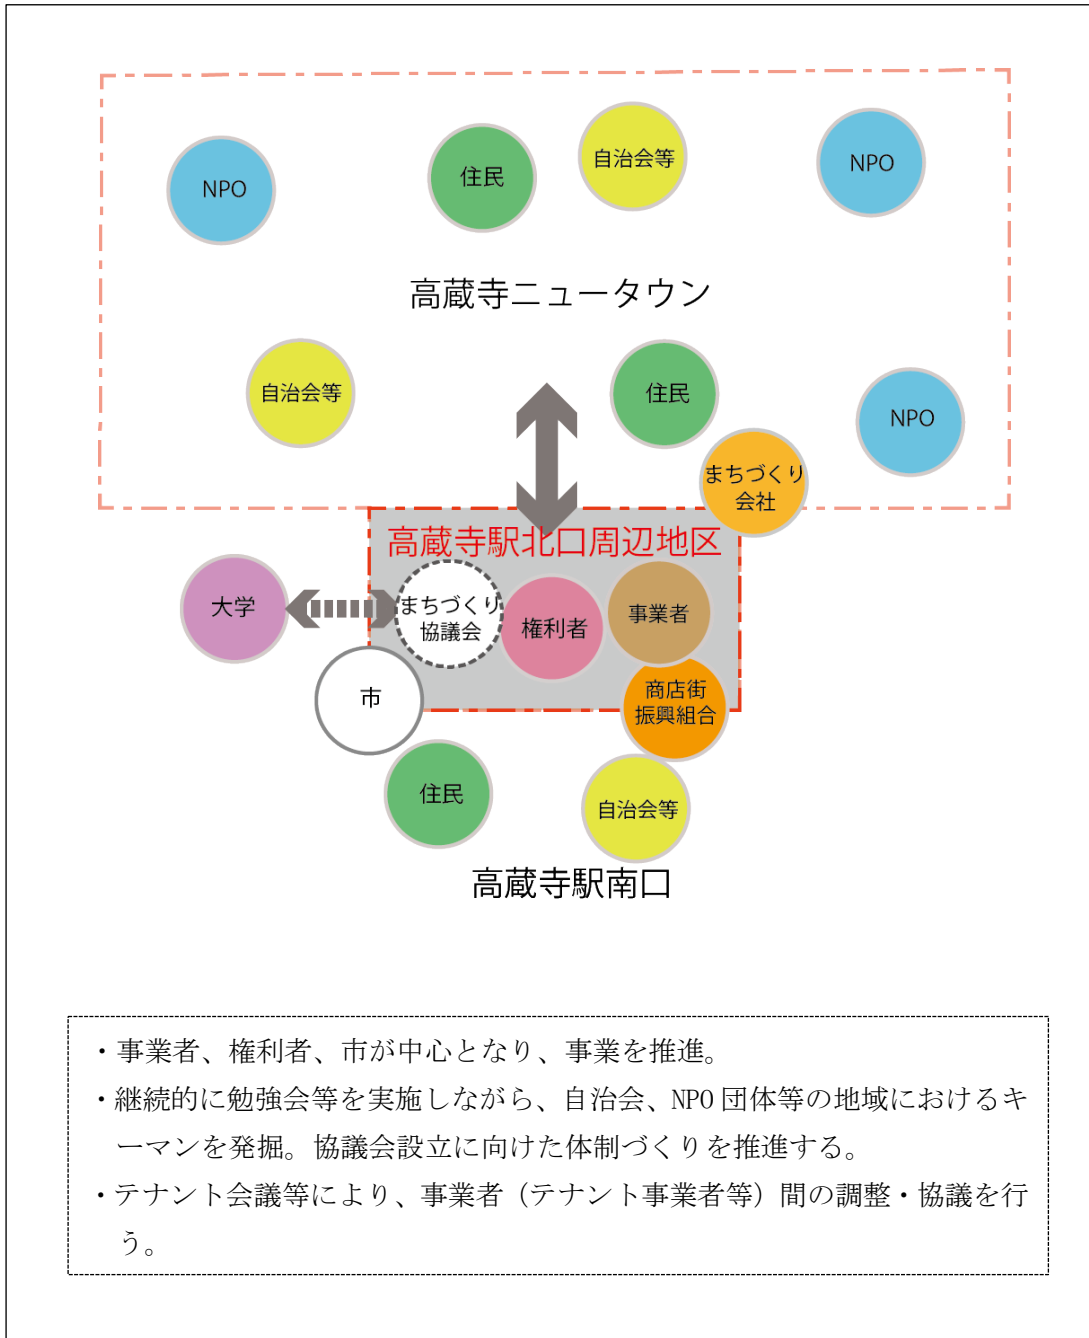 自治会等
NPO
住民
NPO
高蔵寺ニュータウン
自治会等
住民
NPO
まちづくり
会社
高蔵寺駅北口周辺地区
大学
まちづくり
協議会
権利者
事業者
市
商店街
振興組合
住民
自治会等
高蔵寺駅南口
・事業者、権利者、市が中心となり、事業を推進。
・継続的に勉強会等を実施しながら、自治会、NPO 団体等の地域におけるキ
ーマンを発掘。協議会設立に向けた体制づくりを推進する。
・テナント会議等により、事業者（テナント事業者等）間の調整・協議を行
う。